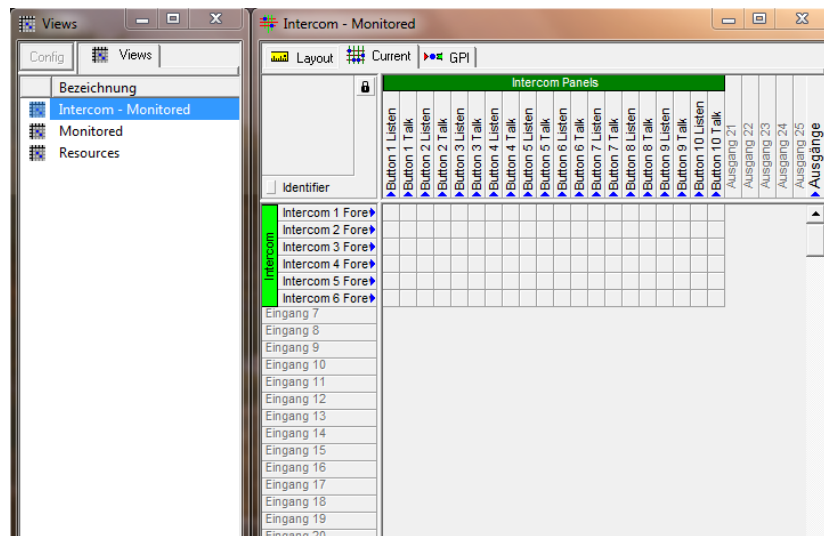 Views
Config
Views
Bezeichnung
Intercom - Monitored
Monitored
Resources
Intercom - Monitored
Layout
Current
GPI
Identifier
Intercom Panels
Button 1 Listen
Button 1 Talk
Button 2 Listen
Button 2 Talk
Button 3 Listen
Button 3 Talk
Button 4 Listen
Button 4 Talk
Button 5 Listen
Button 5 Talk
Button 6 Listen
Button 6 Talk
Button 7 Listen
Button 7 Talk
Button 8 Listen
Button 8 Talk
Button 9 Listen
Button 9 Talk
Button 10 Listen
Button 10 Talk
Ausgang 21
Ausgang 22
Ausgang 23
Ausgang 24
Ausgang 25
Ausgänge
Intercom
Intercom 1 Fore
Intercom 2 Fore
Intercom 3 Fore
Intercom 4 Fore
Intercom 5 Fore
Intercom 6 Fore
Eingang 7
Eingang 8
Eingang 9
Eingang 10
Eingang 11
Eingang 12
Eingang 13
Eingang 14
Eingang 15
Eingang 16
Eingang 17
Eingang 18
Eingang 19
Eingang 20